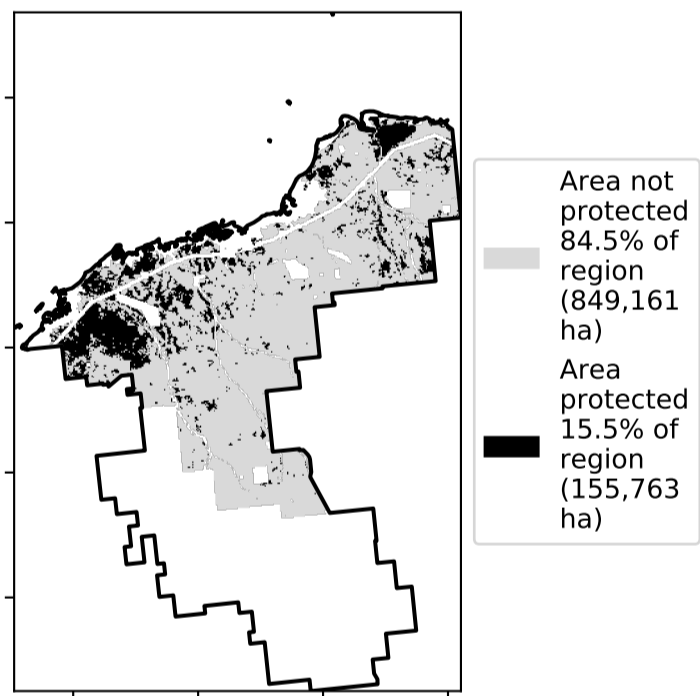 Area not
protected
84.5% of
region
(849,161
ha)
Area
protected
15.5% of
region
(155,763
ha)